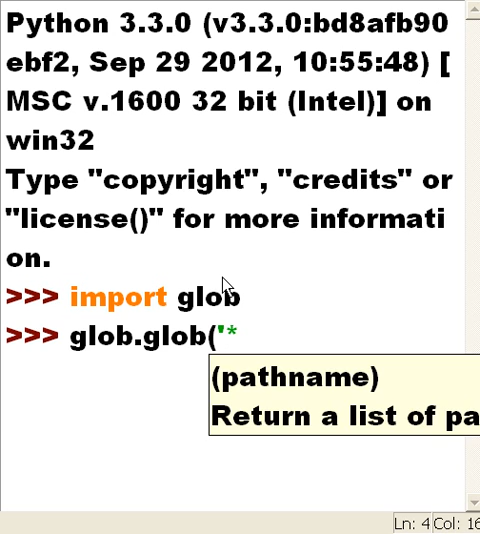 Python 3.3.0 (v3.3.0:bd8afb90
ebf2, Sep 29 2012, 10:55:48) [
MSC v.1600 32 bit (Intel)] on
win32
Type "copyright", "credits" or
"license()" for more informati
on.
>>> import glob
>>> glob.glob('*
(pathname)
Return a list of pa
Ln: 4 Col: 16